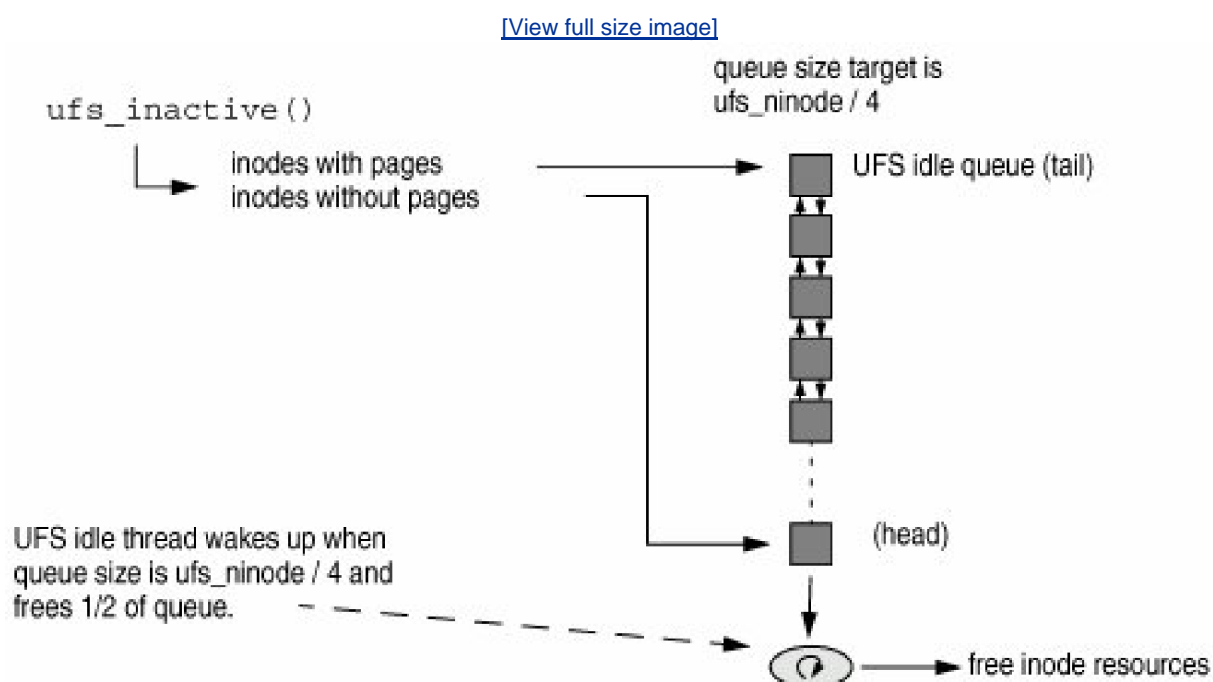 [View full size image]
queue size target is
ufs_ninode / 4
ufs_inactive()
inodes with pages
inodes without pages
UFS idle queue (tail)
(head)
UFS idle thread wakes up when
queue size is ufs_ninode / 4 and
frees 1/2 of queue.
free inode resources